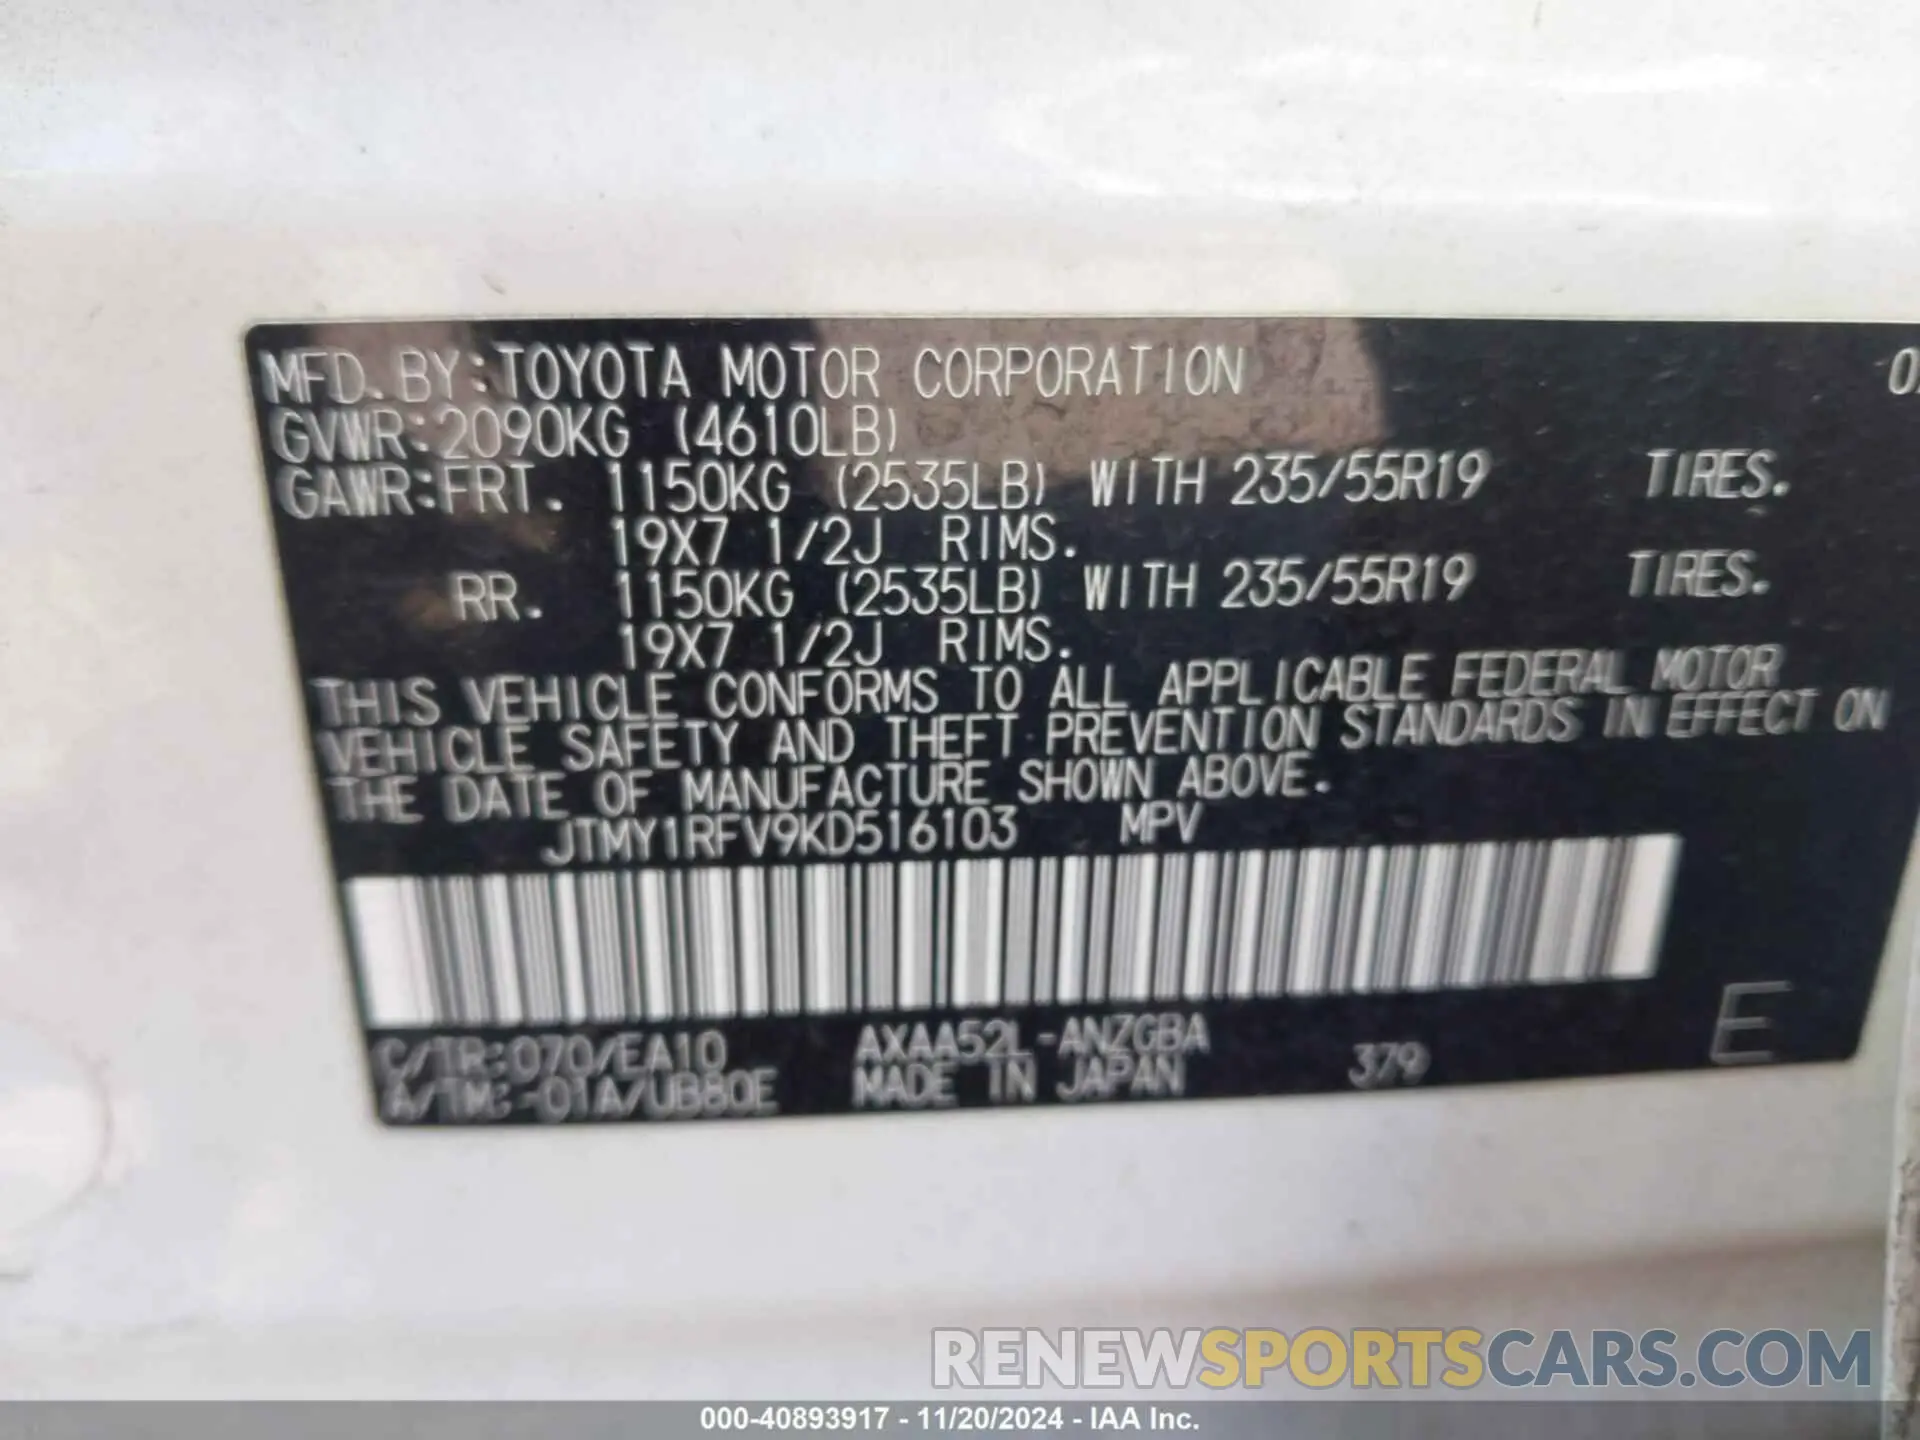 MFD. BY:TOYOTA MOTOR CORPORATION
GVWR:2090KG (4610LB)
GAWR:FRT. 1150KG (2535LB) WITH 235/55R19 TIRES.
19X7 1/2J RIMS.
RR. 1150KG (2535LB) WITH 235/55R19 TIRES.
19X7 1/2J RIMS.
THIS VEHICLE CONFORMS TO ALL APPLICABLE FEDERAL MOTOR
VEHICLE SAFETY AND THEFT PREVENTION STANDARDS IN EFFECT ON
THE DATE OF MANUFACTURE SHOWN ABOVE.
JTMY1RFV9KD516103 MPV
C/TR:070/EA10 AXAA52L-ANZGBA
A/TM:-01A/UB80E MADE IN JAPAN 379 E
RENEWSPORTSCARS.COM
000-40893917 - 11/20/2024 - IAA Inc.